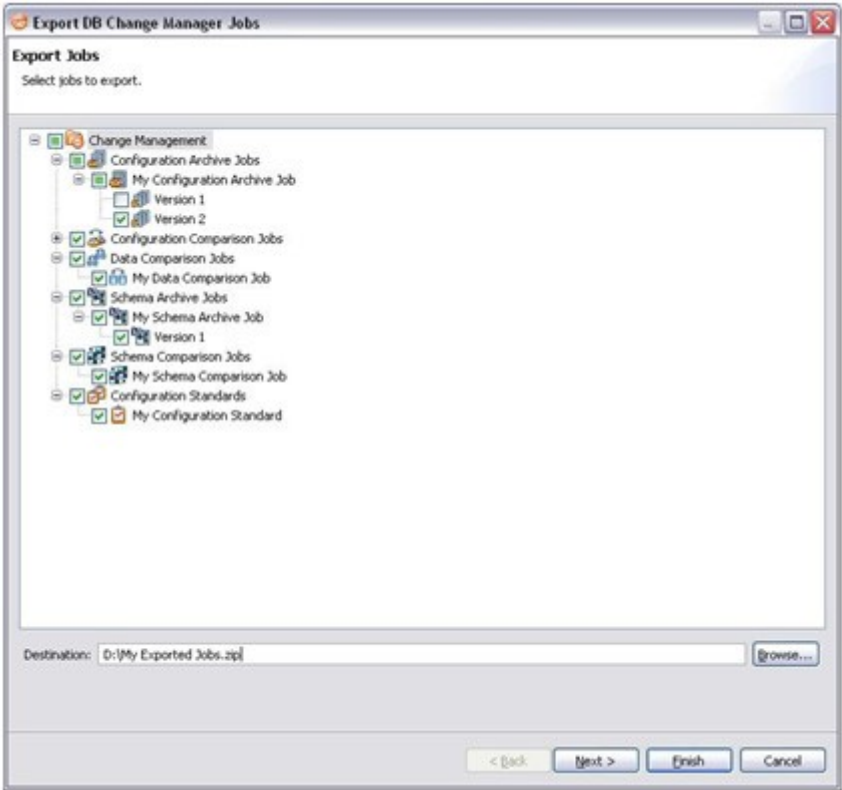 Export DB Change Manager Jobs
Export Jobs
Select jobs to export.
Change Management
Configuration Archive Jobs
My Configuration Archive Job
Version 1
Version 2
Configuration Comparison Jobs
Data Comparison Jobs
My Data Comparison Job
Schema Archive Jobs
My Schema Archive Job
Version 1
Schema Comparison Jobs
My Schema Comparison Job
Configuration Standards
My Configuration Standard
Destination: D:\My Exported Jobs.zip Browse...
< Back Next > Finish Cancel